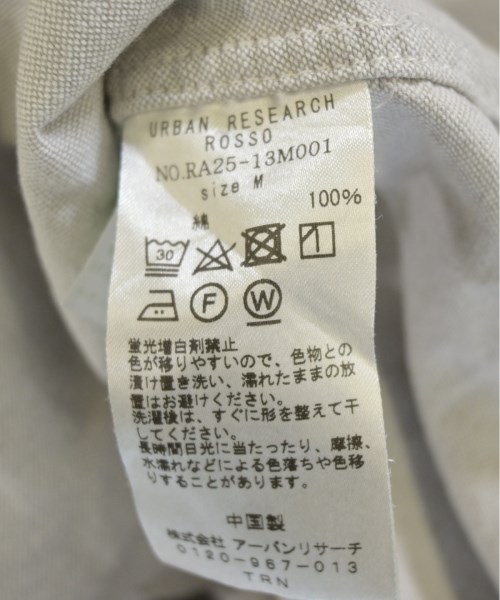 URBAN RESEARCH
ROSSO
NO.RA25-13M001
size M
綿 100%
30
F W
蛍光増白剤禁止
色が移りやすいので、色物との
漬け置き洗い、濡れたままの放
置はお避けください。
洗濯後は、すぐに形を整えて干
してください。
長時間日光に当たったり、摩擦、
水濡れなどによる色落ちや色移
りすることがあります。
中国製
株式会社 アーバンリサーチ
0120-967-013
TRN